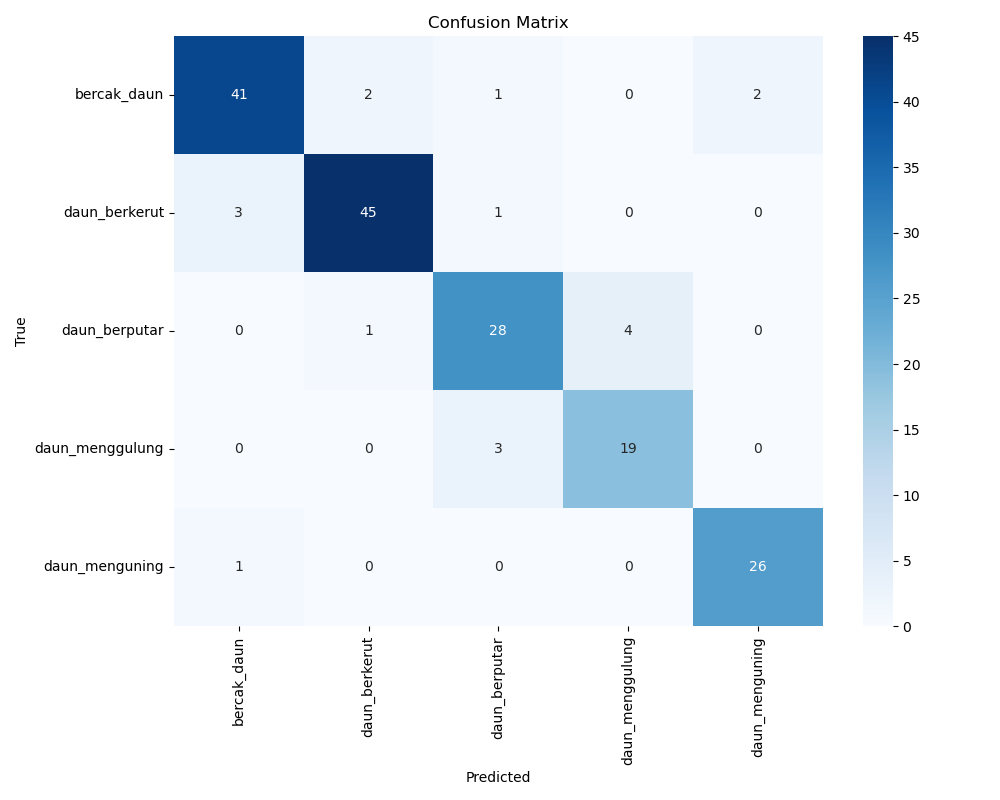 Confusion Matrix
True
bercak_daun 41 2 1 0 2
daun_berkerut 3 45 1 0 0
daun_berputar 0 1 28 4 0
daun_menggulung 0 0 3 19 0
daun_menguning 1 0 0 0 26
bercak_daun daun_berkerut daun_berputar daun_menggulung daun_menguning
Predicted
45
40
35
30
25
20
15
10
5
0